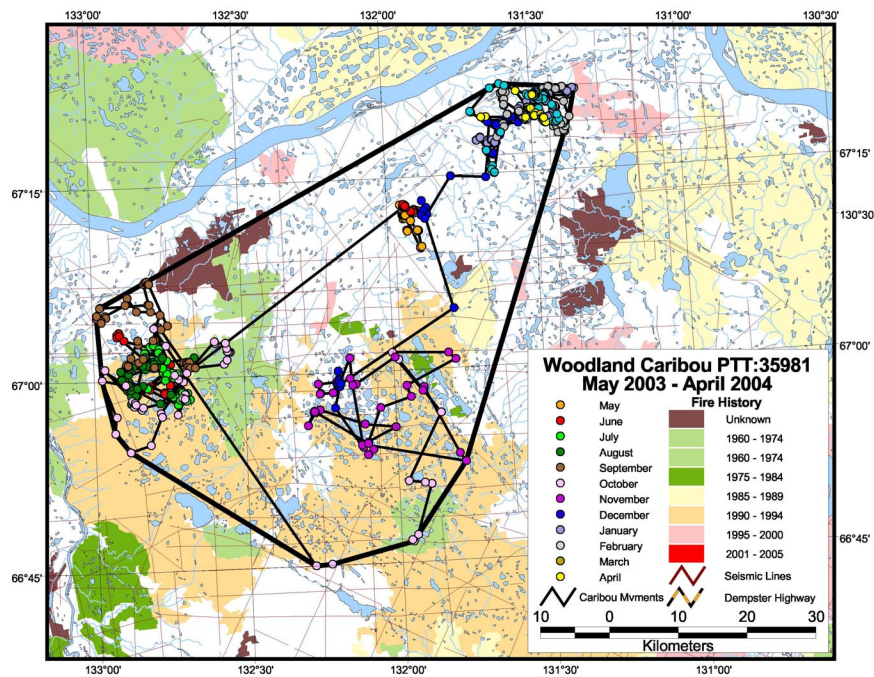 133°00' 132°30' 132°00' 131°30' 131°00' 130°30'
67°15'
67°15'
130°30'
67°00'
67°00'
66°45'
66°45'
Woodland Caribou PTT:35981
May 2003 - April 2004
Fire History
May
June
July
August
September
October
November
December
January
February
March
April
Unknown
1960 - 1974
1960 - 1974
1975 - 1984
1985 - 1989
1990 - 1994
1995 - 2000
2001 - 2005
Seismic Lines
Caribou Mvments
Dempster Highway
10 0 10 20 30
Kilometers
133°00' 132°30' 132°00' 131°30' 131°00'